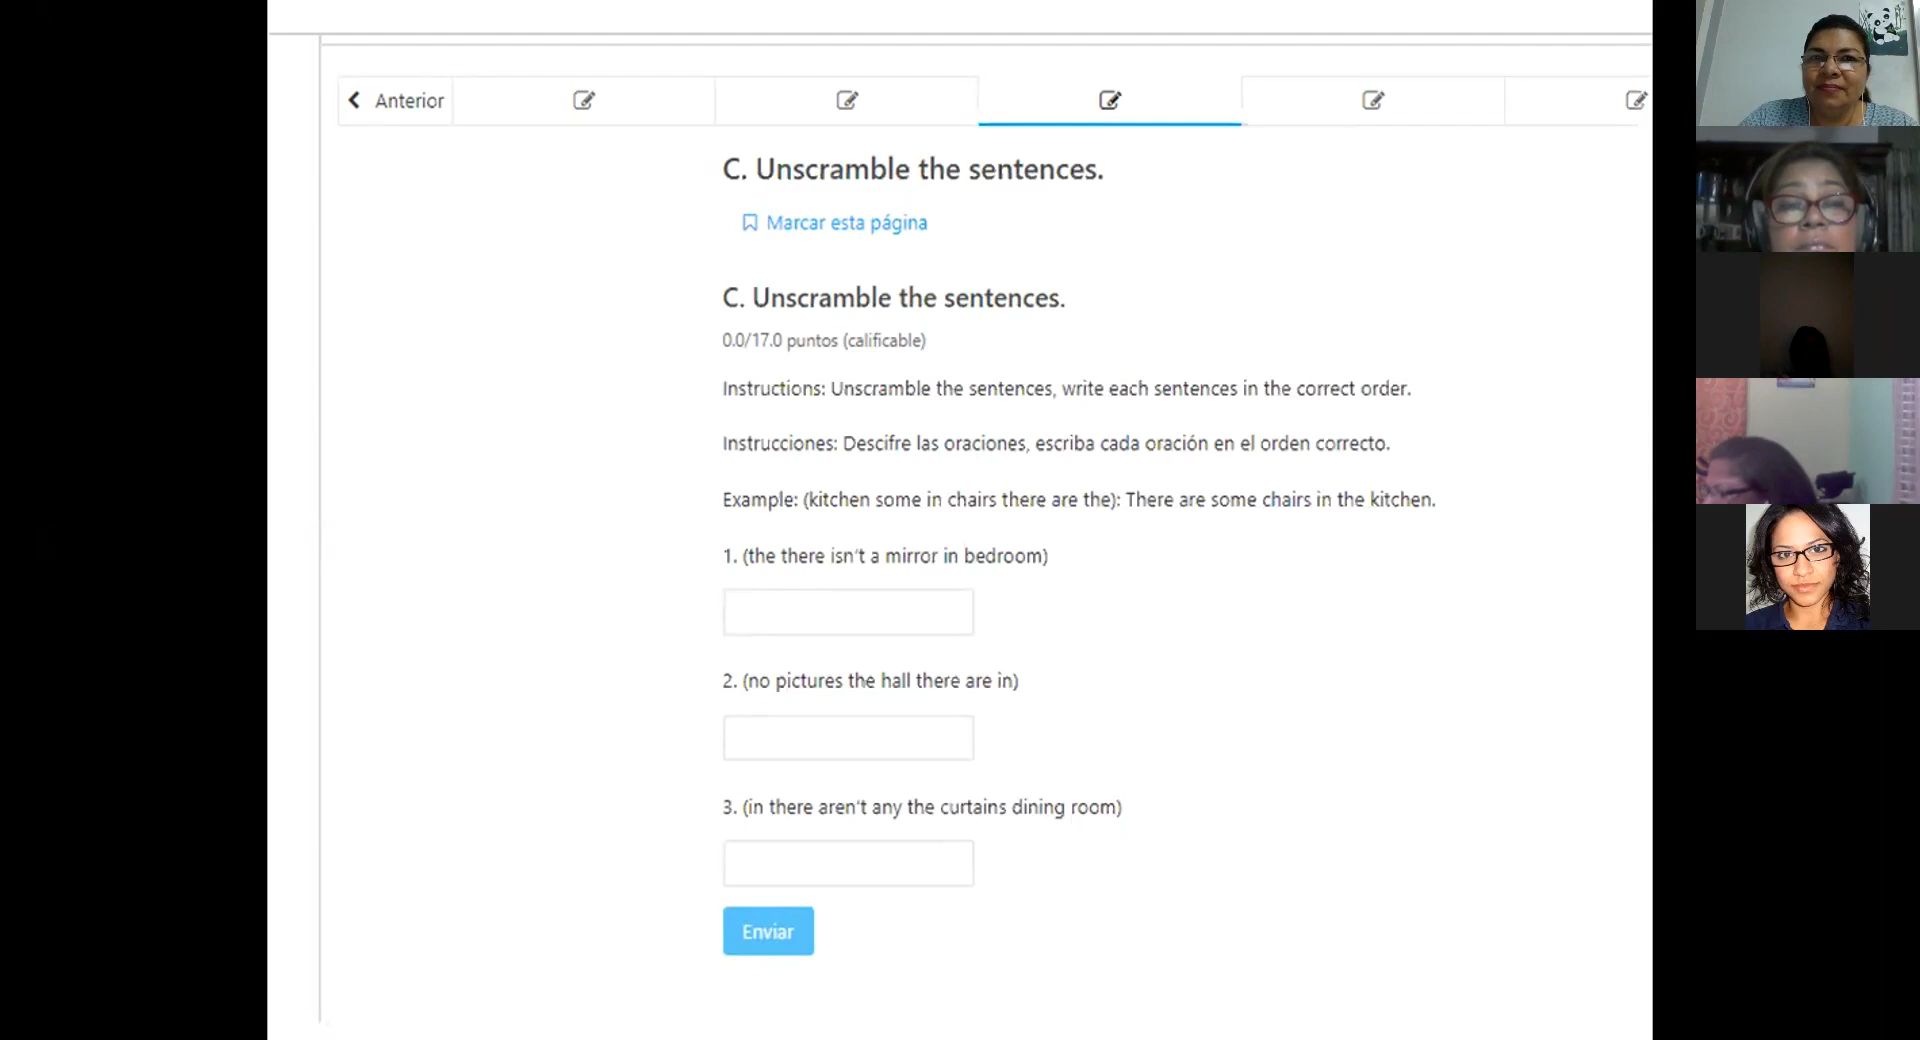 Anterior
C. Unscramble the sentences.
Marcar esta página
C. Unscramble the sentences.
0.0/17.0 puntos (calificable)
Instructions: Unscramble the sentences, write each sentences in the correct order.
Instrucciones: Descifre las oraciones, escriba cada oración en el orden correcto.
Example: (kitchen some in chairs there are the): There are some chairs in the kitchen.
1. (the there isn't a mirror in bedroom)
2. (no pictures the hall there are in)
3. (in there aren't any the curtains dining room)
Enviar